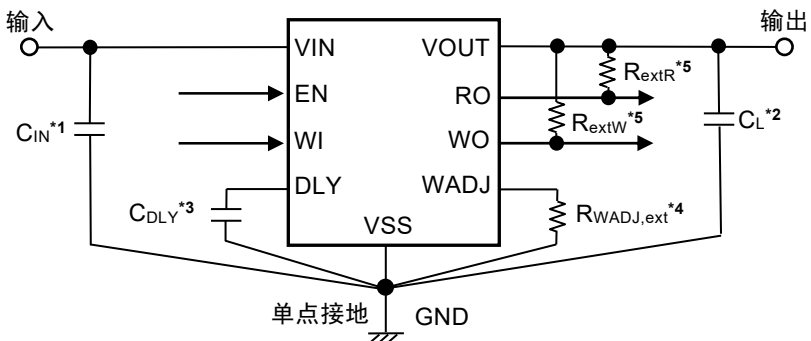 输入
输出
VIN
VOUT
EN
RO
RextR*5
CIN*1
WI
WO
RextW*5
CL*2
DLY
WADJ
CDLY*3
VSS
RWADJ,ext*4
单点接地
GND